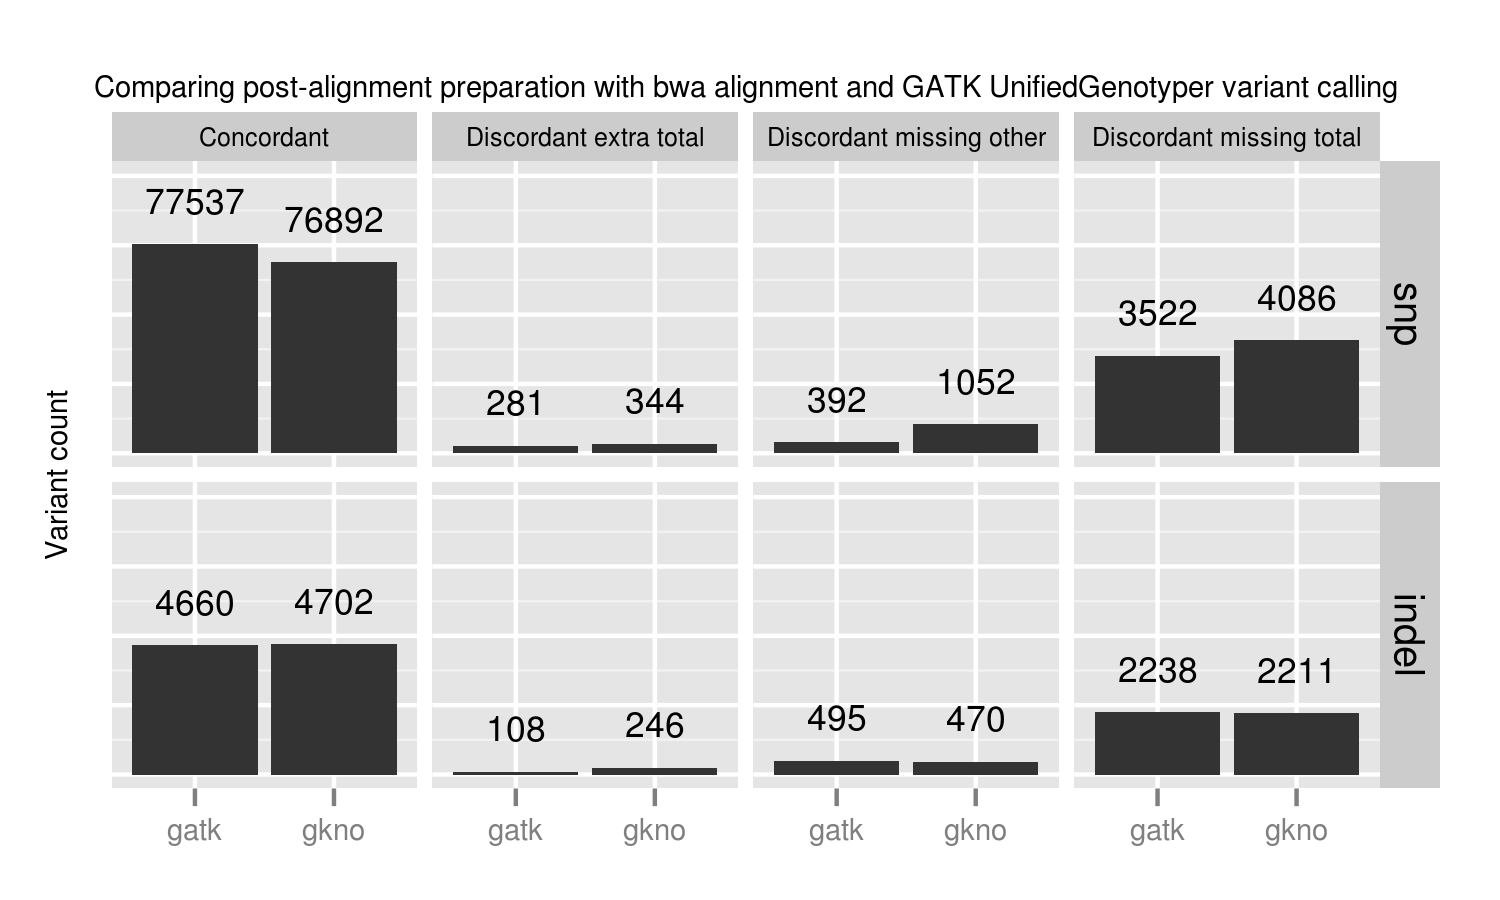 Comparing post-alignment preparation with bwa alignment and GATK UnifiedGenotyper variant calling
Concordant Discordant extra total Discordant missing other Discordant missing total
77537 76892 281 344 392 1052 3522 4086
snp
Variant count
4660 4702 108 246 495 470 2238 2211
indel
gatk gkno gatk gkno gatk gkno gatk gkno